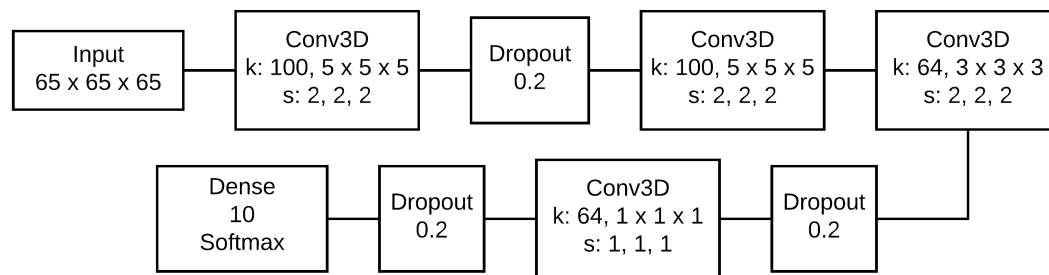 Input
65 x 65 x 65
Conv3D
k: 100, 5 x 5 x 5
s: 2, 2, 2
Dropout
0.2
Conv3D
k: 100, 5 x 5 x 5
s: 2, 2, 2
Conv3D
k: 64, 3 x 3 x 3
s: 2, 2, 2
Dropout
0.2
Conv3D
k: 64, 1 x 1 x 1
s: 1, 1, 1
Dropout
0.2
Dense
10
Softmax